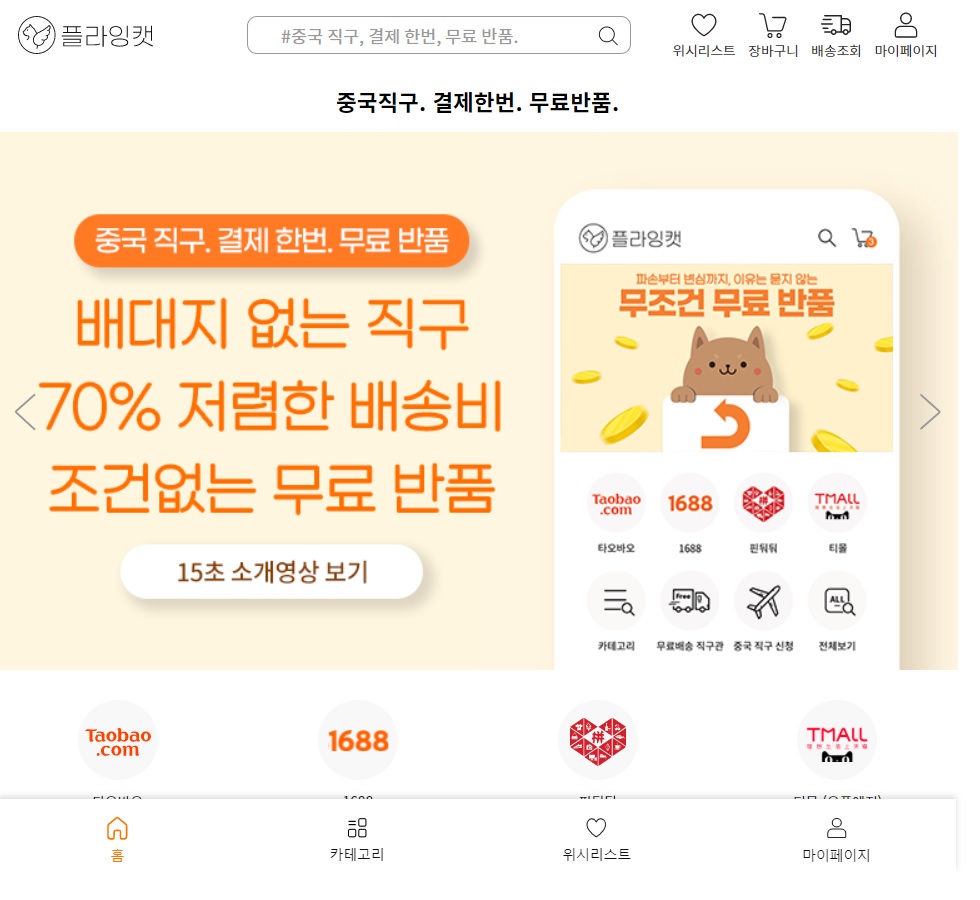 플라잉캣
#중국 직구, 결제 한번, 무료 반품.
위시리스트 장바구니 배송조회 마이페이지
중국직구. 결제한번. 무료반품.
중국 직구. 결제 한번. 무료 반품
배대지 없는 직구
70% 저렴한 배송비
조건없는 무료 반품
15초 소개영상 보기
플라잉캣
3
파손부터 변심까지, 이유는 묻지 않는
무조건 무료 반품
Taobao
.com
1688
拼
TMALL
타오바오 1688 핀둬둬 티몰
Free
ALL
카테고리 무료배송 직구관 중국 직구 신청 전체보기
Taobao
.com
1688
拼
TMALL
홈 카테고리 위시리스트 마이페이지